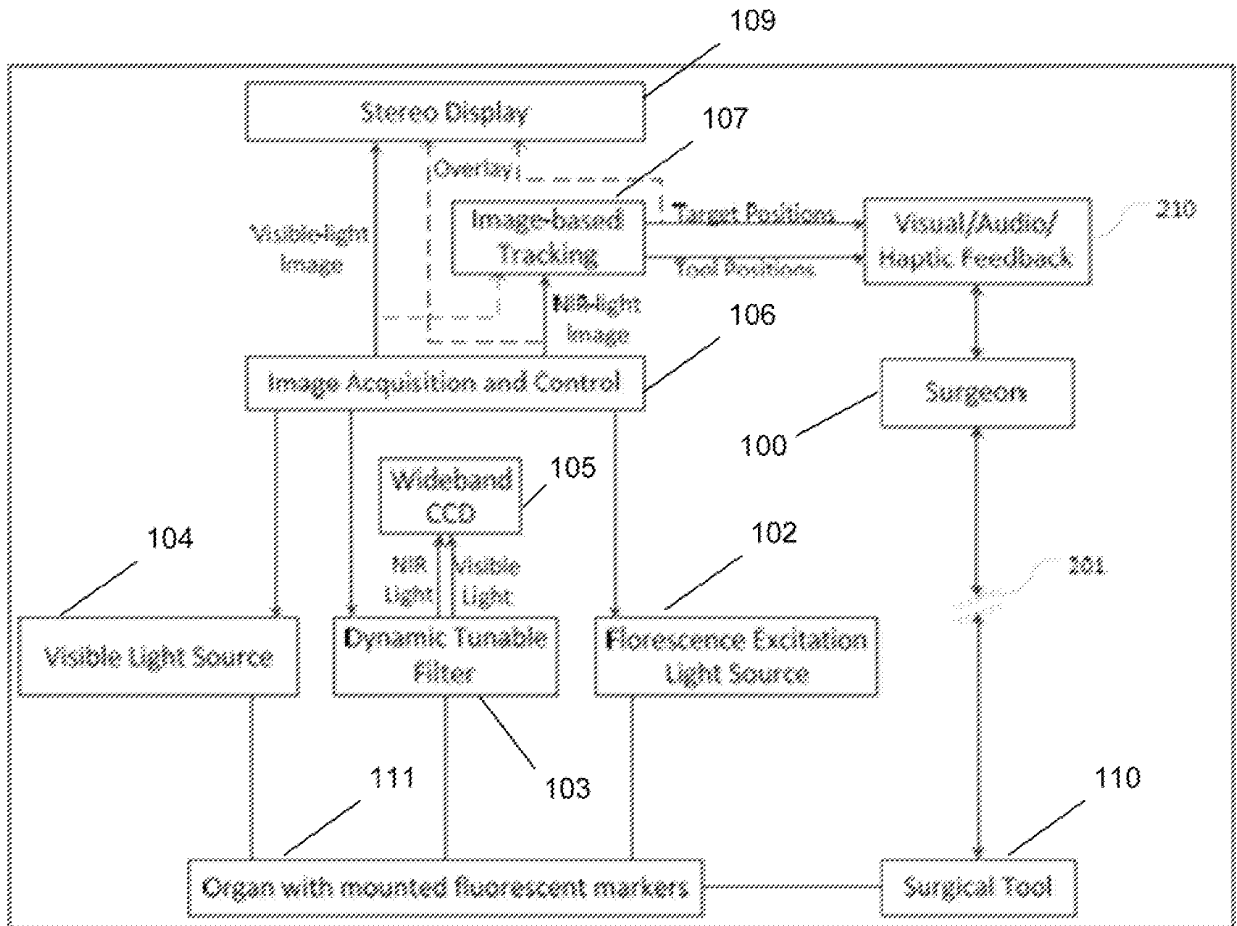 109
Stereo Display
107
Overlay
Image-based
Tracking
Target Positions
Tool Positions
Visual/Audio/
Haptic Feedback
210
Visible-light
Image
NIR-light
Image
106
Image Acquisition and Control
Surgeon
100
Wideband
CCD
105
NIR
Light
Visible
Light
104
102
201
Visible Light Source
Dynamic Tunable
Filter
Florescence Excitation
Light Source
111
103
110
Organ with mounted fluorescent markers
Surgical Tool